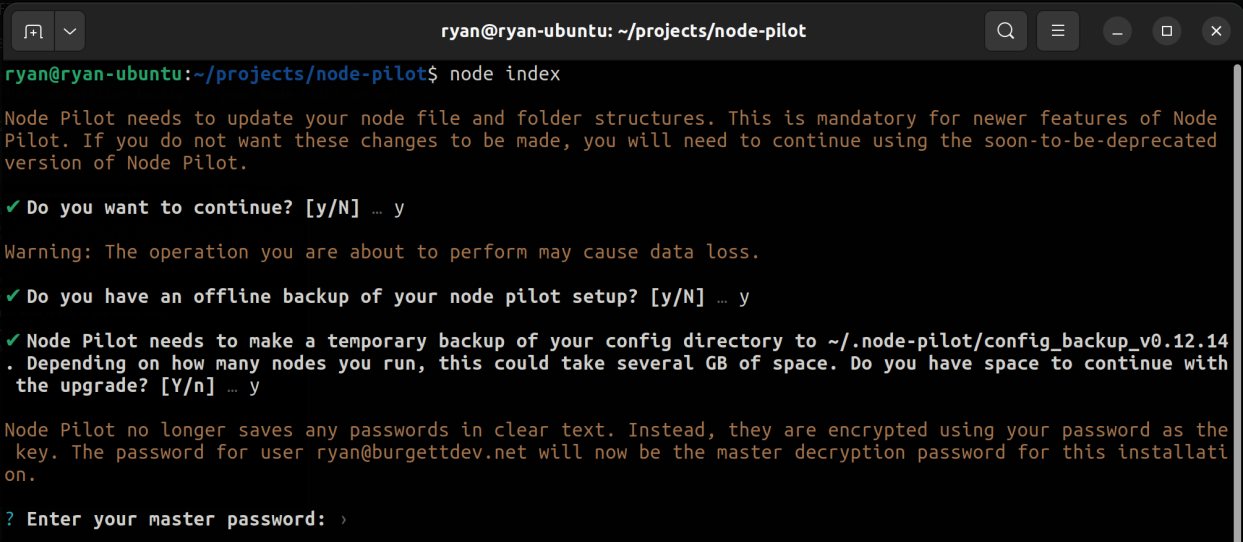 ryan@ryan-ubuntu: ~/projects/node-pilot
ryan@ryan-ubuntu:~/projects/node-pilot$ node index
Node Pilot needs to update your node file and folder structures. This is mandatory for newer features of Node
Pilot. If you do not want these changes to be made, you will need to continue using the soon-to-be-deprecated
version of Node Pilot.
✔ Do you want to continue? [y/N] … y
Warning: The operation you are about to perform may cause data loss.
✔ Do you have an offline backup of your node pilot setup? [y/N] … y
✔ Node Pilot needs to make a temporary backup of your config directory to ~/.node-pilot/config_backup_v0.12.14
. Depending on how many nodes you run, this could take several GB of space. Do you have space to continue with
the upgrade? [Y/n] … y
Node Pilot no longer saves any passwords in clear text. Instead, they are encrypted using your password as the
key. The password for user ryan@burgettdev.net will now be the master decryption password for this installati
on.
? Enter your master password: ›